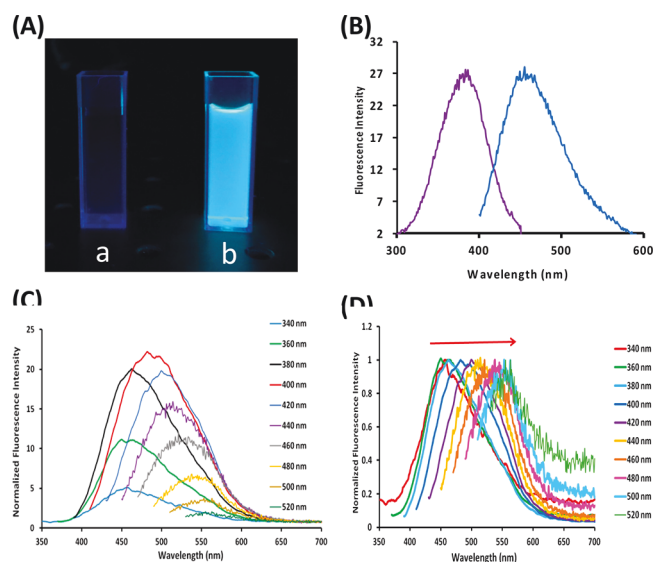 (A)
a
b
(B)
Fluorescence Intensity
32
27
22
17
12
7
2
300
400
500
600
Wavelength (nm)
(C)
Normalized Fluorescence Intensity
25
20
15
10
5
0
350
400
450
500
550
600
650
700
Wavelength (nm)
340 nm
360 nm
380 nm
400 nm
420 nm
440 nm
460 nm
480 nm
500 nm
520 nm
(D)
Normalized Fluorescence Intensity
1.2
1
0.8
0.6
0.4
0.2
0
350
400
450
500
550
600
650
700
Wavelength (nm)
340 nm
360 nm
380 nm
400 nm
420 nm
440 nm
460 nm
480 nm
500 nm
520 nm